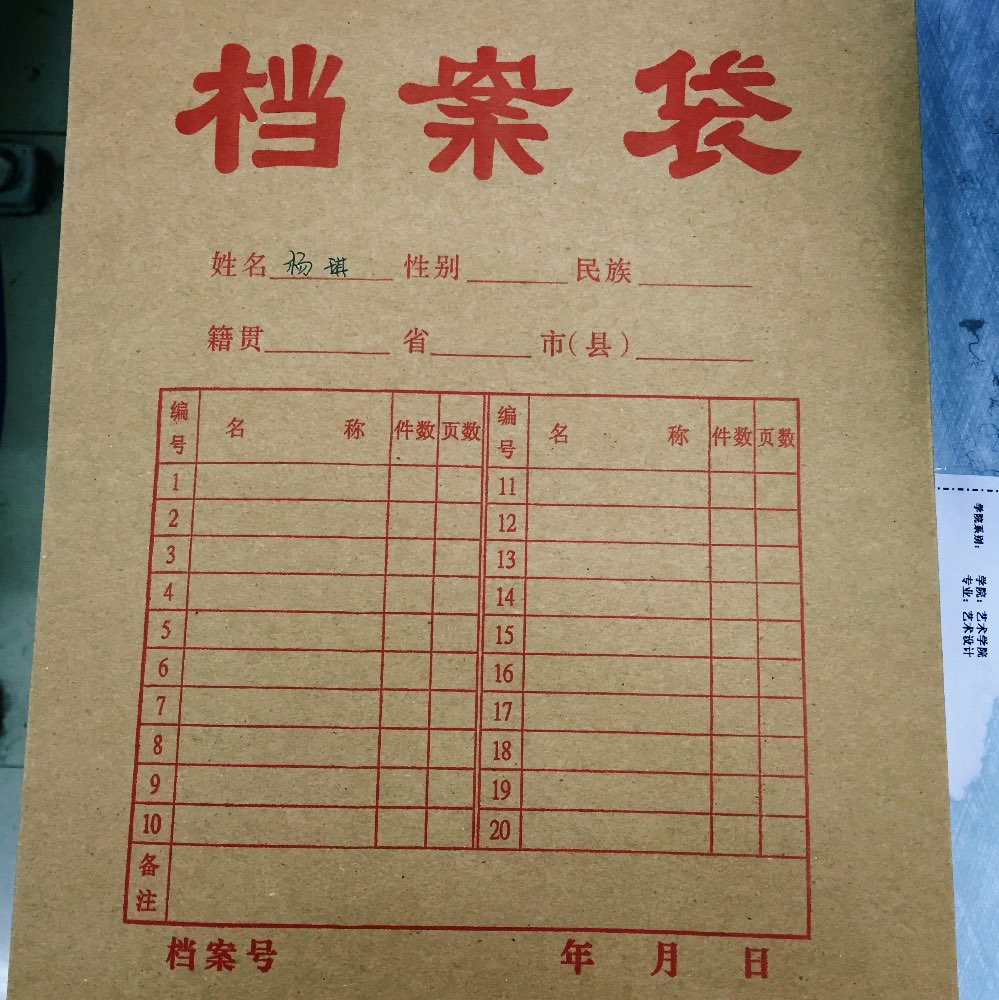 档案袋
姓名 杨琪 性别 民族
籍贯 省 市(县)
编号 名称 件数 页数 编号 名称 件数 页数
1 11
2 12
3 13
4 14
5 15
6 16
7 17
8 18
9 19
10 20
备注
档案号 年 月 日
学院系别:
学院: 艺术学院
专业: 艺术设计